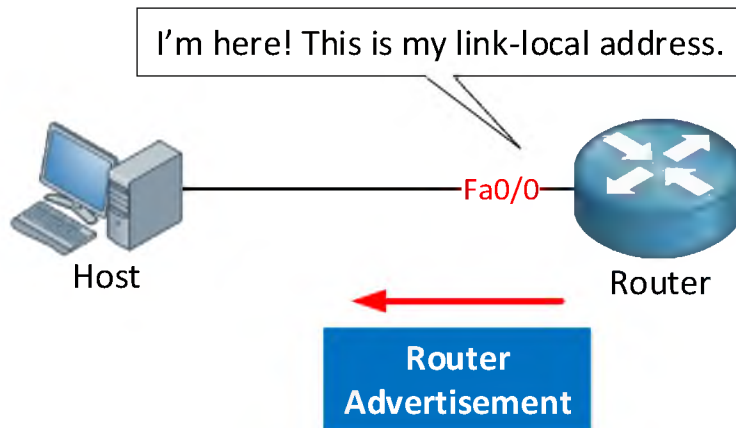 I'm here! This is my link-local address.
Fa0/0
Host
Router
Router
Advertisement